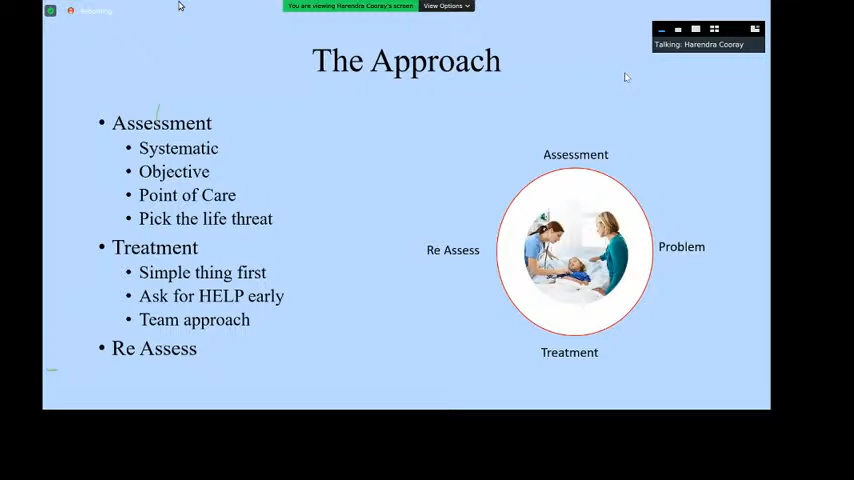 You are viewing Harendra Cooray's screen
View Options
Talking: Harendra Cooray
The Approach
• Assessment
• Systematic
• Objective
• Point of Care
• Pick the life threat
• Treatment
• Simple thing first
• Ask for HELP early
• Team approach
• Re Assess
Assessment
Re Assess
Problem
Treatment